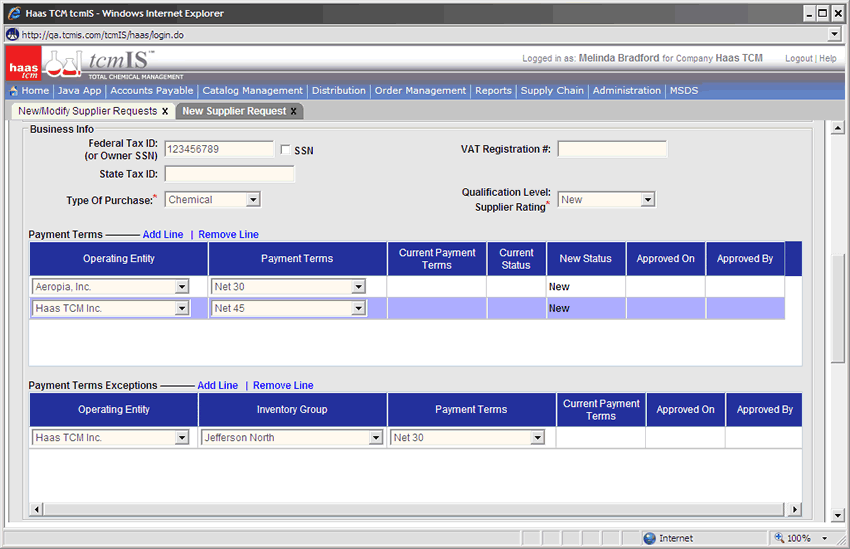 Haas TCM tcmIS - Windows Internet Explorer
http://qa.tcmis.com/tcmIS/haas/login.do
haas tcm
tcmIS™
TOTAL CHEMICAL MANAGEMENT
Logged in as: Melinda Bradford for Company Haas TCM
Logout | Help
Home | Java App | Accounts Payable | Catalog Management | Distribution | Order Management | Reports | Supply Chain | Administration | MSDS
New/Modify Supplier Requests X New Supplier Request X
Business Info
Federal Tax ID: 123456789 SSN VAT Registration #:
(or Owner SSN)
State Tax ID:
Type Of Purchase:* Chemical Qualification Level: New
Supplier Rating*
Payment Terms Add Line | Remove Line
Operating Entity Payment Terms Current Payment Terms Current Status New Status Approved On Approved By
Aeropia, Inc. Net 30 New
Haas TCM Inc. Net 45 New
Payment Terms Exceptions Add Line | Remove Line
Operating Entity Inventory Group Payment Terms Current Payment Terms Approved On Approved By
Haas TCM Inc. Jefferson North Net 30
Internet 100%